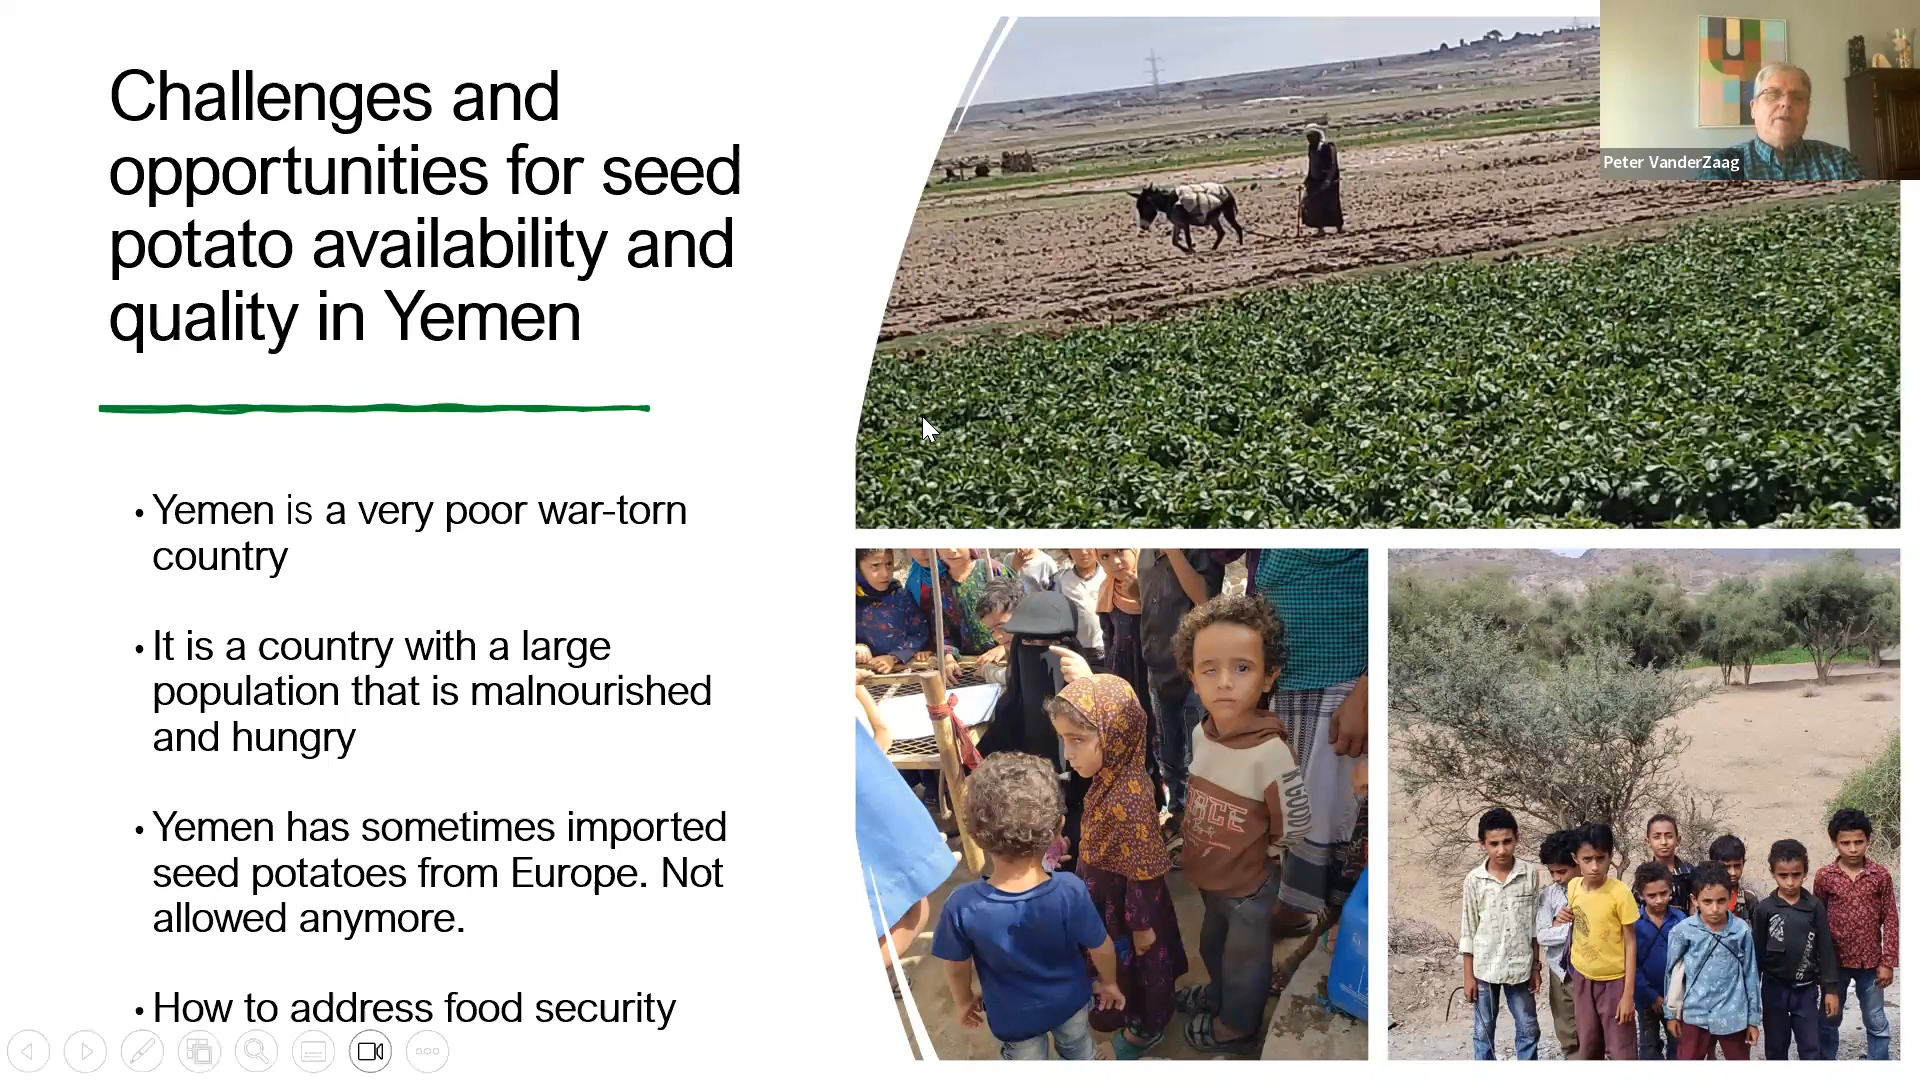 Challenges and
opportunities for seed
potato availability and
quality in Yemen
Peter VanderZaag
• Yemen is a very poor war-torn
country
• It is a country with a large
population that is malnourished
and hungry
• Yemen has sometimes imported
seed potatoes from Europe. Not
allowed anymore.
• How to address food security